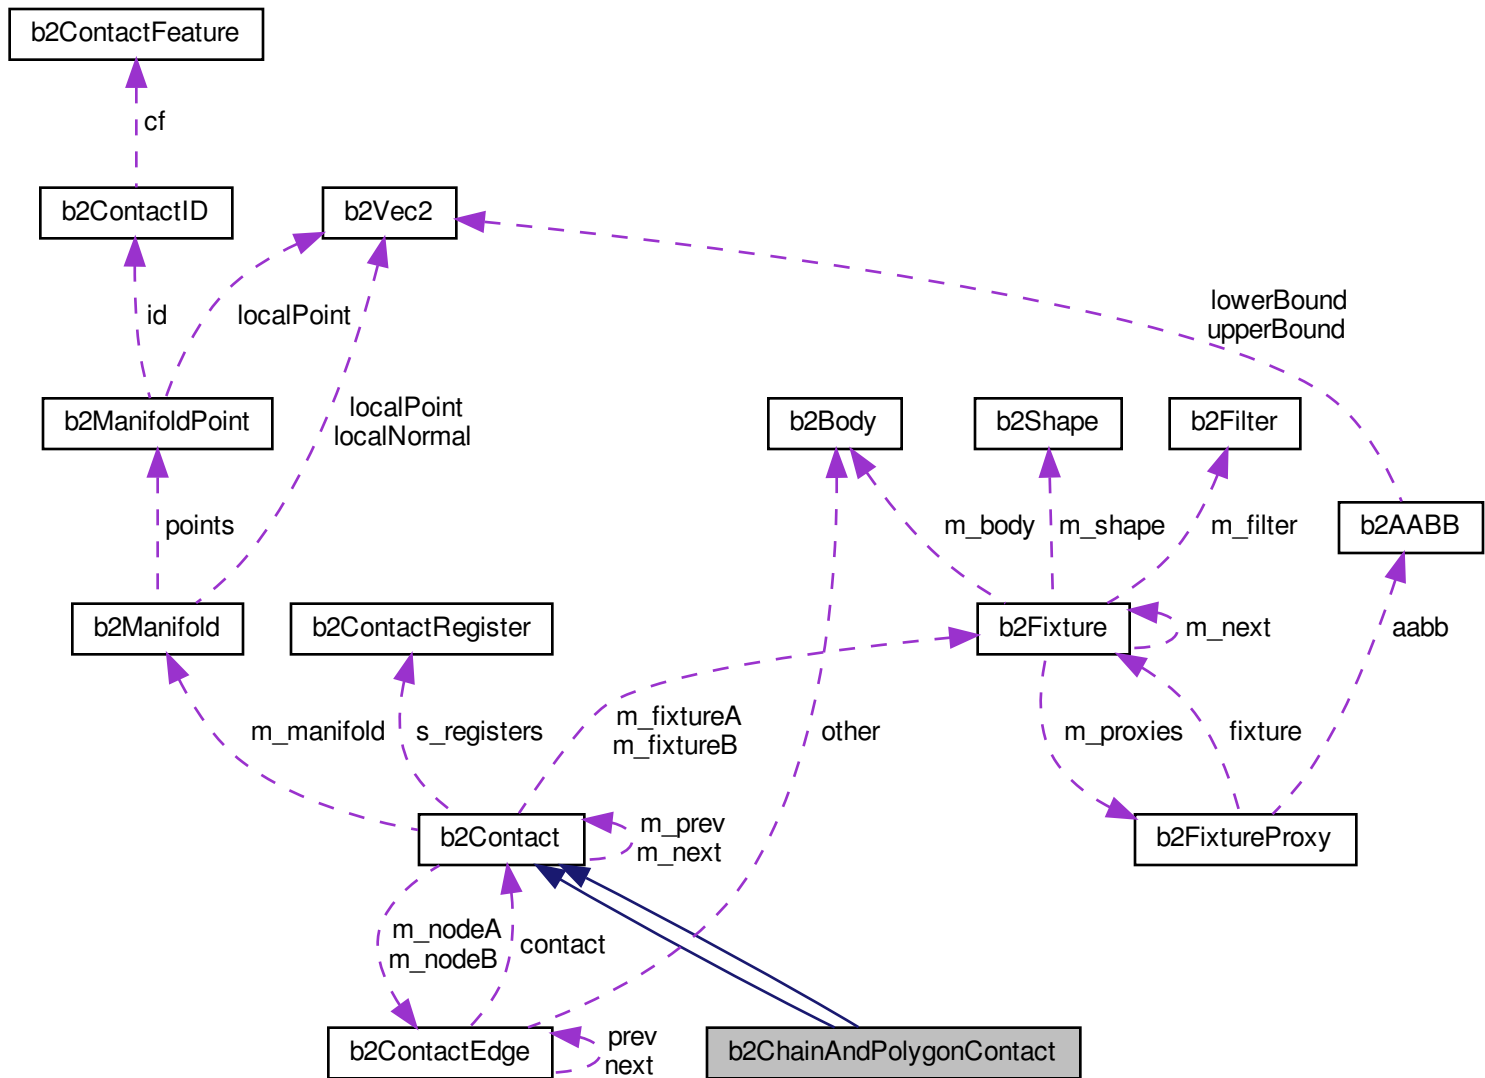 b2ContactFeature
cf
b2ContactID
b2Vec2
lowerBound
upperBound
id
localPoint
b2ManifoldPoint
localPoint
localNormal
b2Body
b2Shape
b2Filter
points
m_body
m_shape
m_filter
b2AABB
b2Manifold
b2ContactRegister
b2Fixture
m_next
aabb
m_manifold
s_registers
m_fixtureA
m_fixtureB
other
m_proxies
fixture
b2Contact
m_prev
m_next
b2FixtureProxy
m_nodeA
m_nodeB
contact
b2ContactEdge
prev
next
b2ChainAndPolygonContact